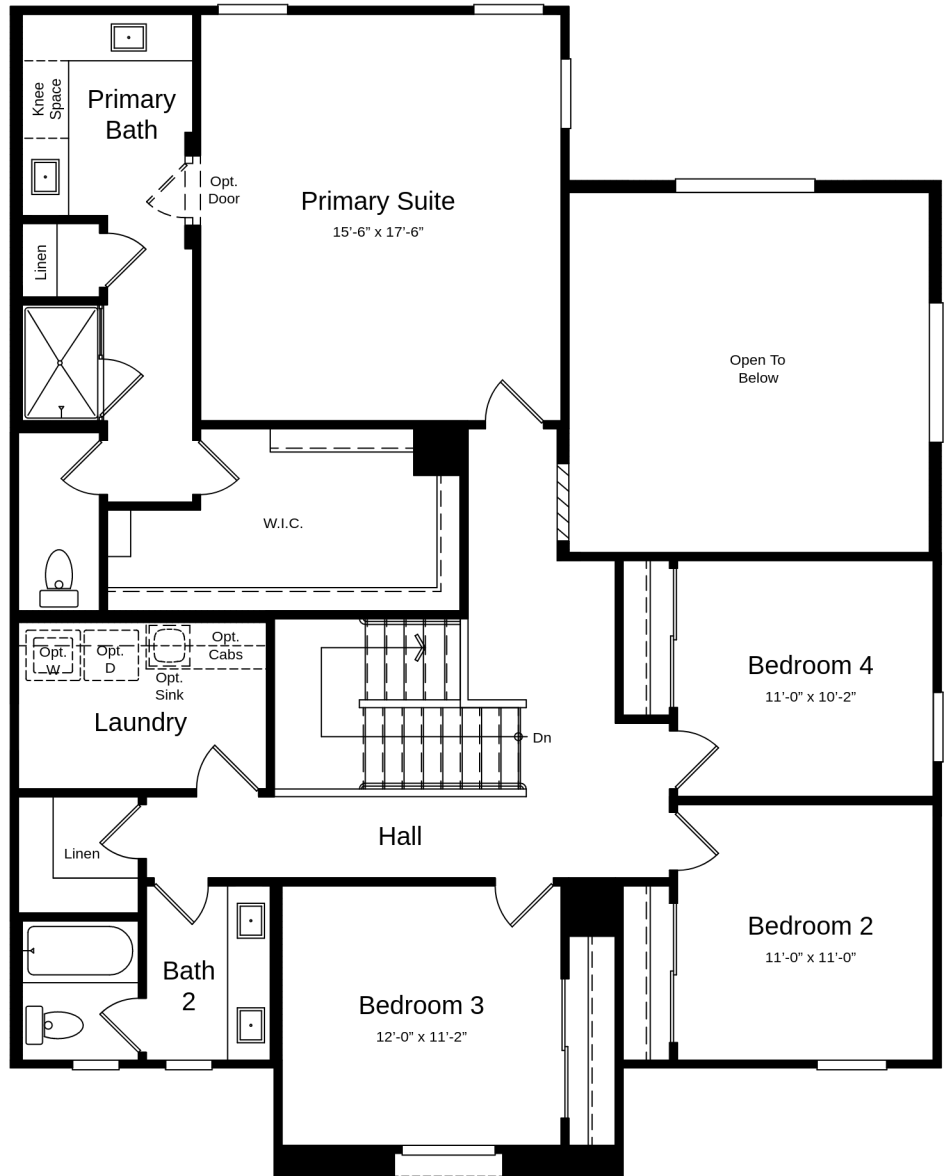 Knee
Space
Primary
Bath
Opt.
Door
Primary Suite
15’-6” x 17’-6”
Linen
Open To
Below
W.I.C.
Opt.
W
Opt.
D
Opt.
Sink
Opt.
Cabs
Laundry
Dn
Bedroom 4
11’-0” x 10’-2”
Hall
Linen
Bath
2
Bedroom 3
12’-0” x 11’-2”
Bedroom 2
11’-0” x 11’-0”